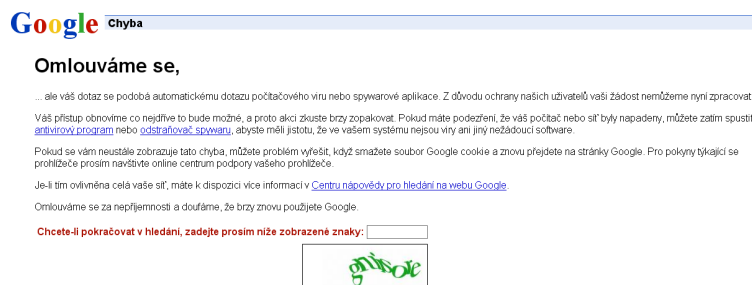 Google Chyba
Omlouváme se,
... ale váš dotaz se podobá automatickému dotazu počítačového viru nebo spywarové aplikace. Z důvodu ochrany našich uživatelů vaši žádost nemůžeme nyní zpracovat
Váš přístup obnovíme co nejdříve to bude možné, a proto akci zkuste brzy zopakovat. Pokud máte podezření, že váš počítač nebo síť byly napadeny, můžete zatím spustit
antivirový program nebo odstraňovač spywaru, abyste měli jistotu, že ve vašem systému nejsou viry ani jiný nežádoucí software.
Pokud se vám neustále zobrazuje tato chyba, můžete problém vyřešit, když smažete soubor Google cookie a znovu přejdete na stránky Google. Pro pokyny týkající se
prohlížeče prosím navštivte online centrum podpory vašeho prohlížeče.
Je-li tím ovlivněna celá vaše síť, máte k dispozici více informací v Centru nápovědy pro hledání na webu Google.
Omlouváme se za nepříjemnosti a doufáme, že brzy znovu použijete Google.
Chcete-li pokračovat v hledání, zadejte prosím níže zobrazené znaky: